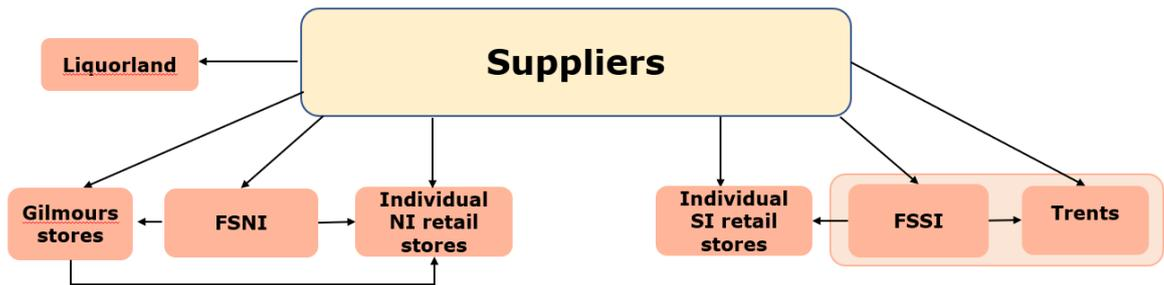 Suppliers
Liquorland
Gilmours
stores
FSNI
Individual
NI retail
stores
Individual
SI retail
stores
FSSI
Trents